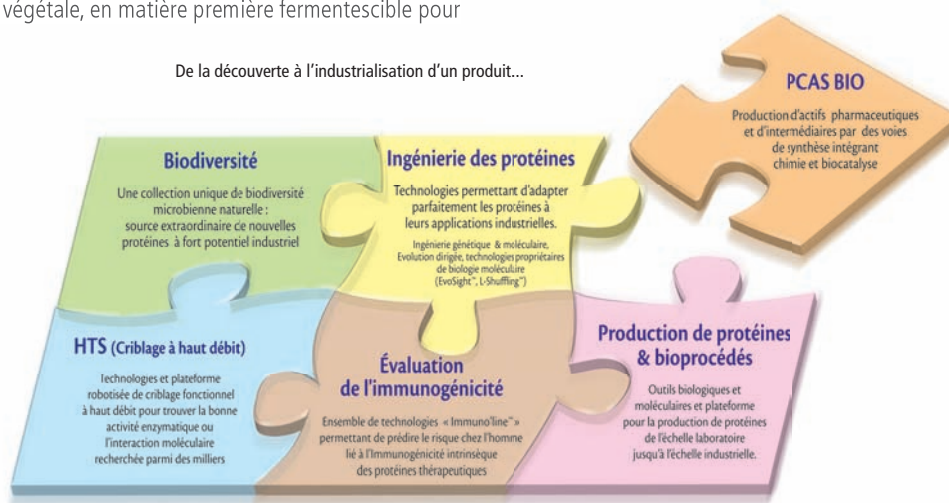 végétale, en matière première fermentescible pour
De la découverte à l'industrialisation d'un produit...
PCAS BIO
Production d'actifs pharmaceutiques
et d'intermédiaires par des voies
de synthèse intégrant
chimie et biocatalyse
Biodiversité
Une collection unique de biodiversité
microbienne naturelle :
source extraordinaire de nouvelles
protéines à fort potentiel industriel
Ingénierie des protéines
Technologies permettant d'adapter
parfaitement les protéines à
leurs applications industrielles.
Ingénierie génétique & moléculaire,
Evolution dirigée, technologies propriétaires
de biologie moléculaire
(EvoSight™, L-Shuffling™)
HTS (Criblage à haut débit)
Technologies et plateforme
robotisée de criblage fonctionnel
à haut débit pour trouver la bonne
activité enzymatique ou
l'interaction moléculaire
recherchée parmi des milliers
Évaluation
de l'immunogénicité
Ensemble de technologies « Immuno'line™ »
permettant de prédire le risque chez l'homme
lié à l'Immunogénicité intrinsèque
des protéines thérapeutiques
Production de protéines
& bioprocédés
Outils biologiques et
moléculaires et plateforme
pour la production de protéines
de l'échelle laboratoire
jusqu'à l'échelle industrielle.